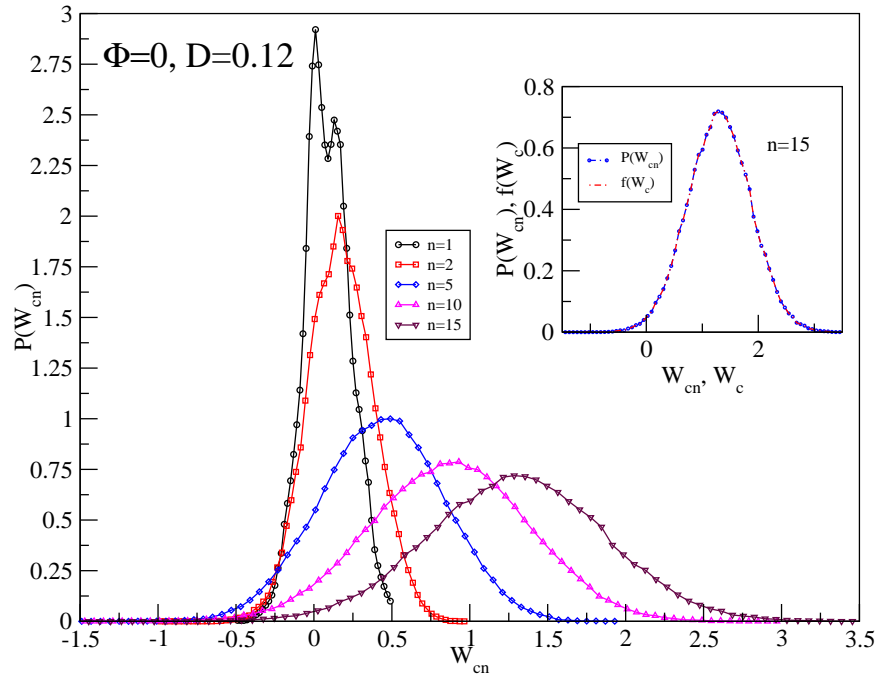 Φ=0, D=0.12
P(W_cn)
3
2.75
2.5
2.25
2
1.75
1.5
1.25
1
0.75
0.5
0.25
0
-1.5
-1
-0.5
0
0.5
1
1.5
2
2.5
3
3.5
W_cn
n=1
n=2
n=5
n=10
n=15
P(W_cn), f(W_c)
0.8
0.6
0.4
0.2
0
0
2
W_cn, W_c
n=15
P(W_cn)
f(W_c)